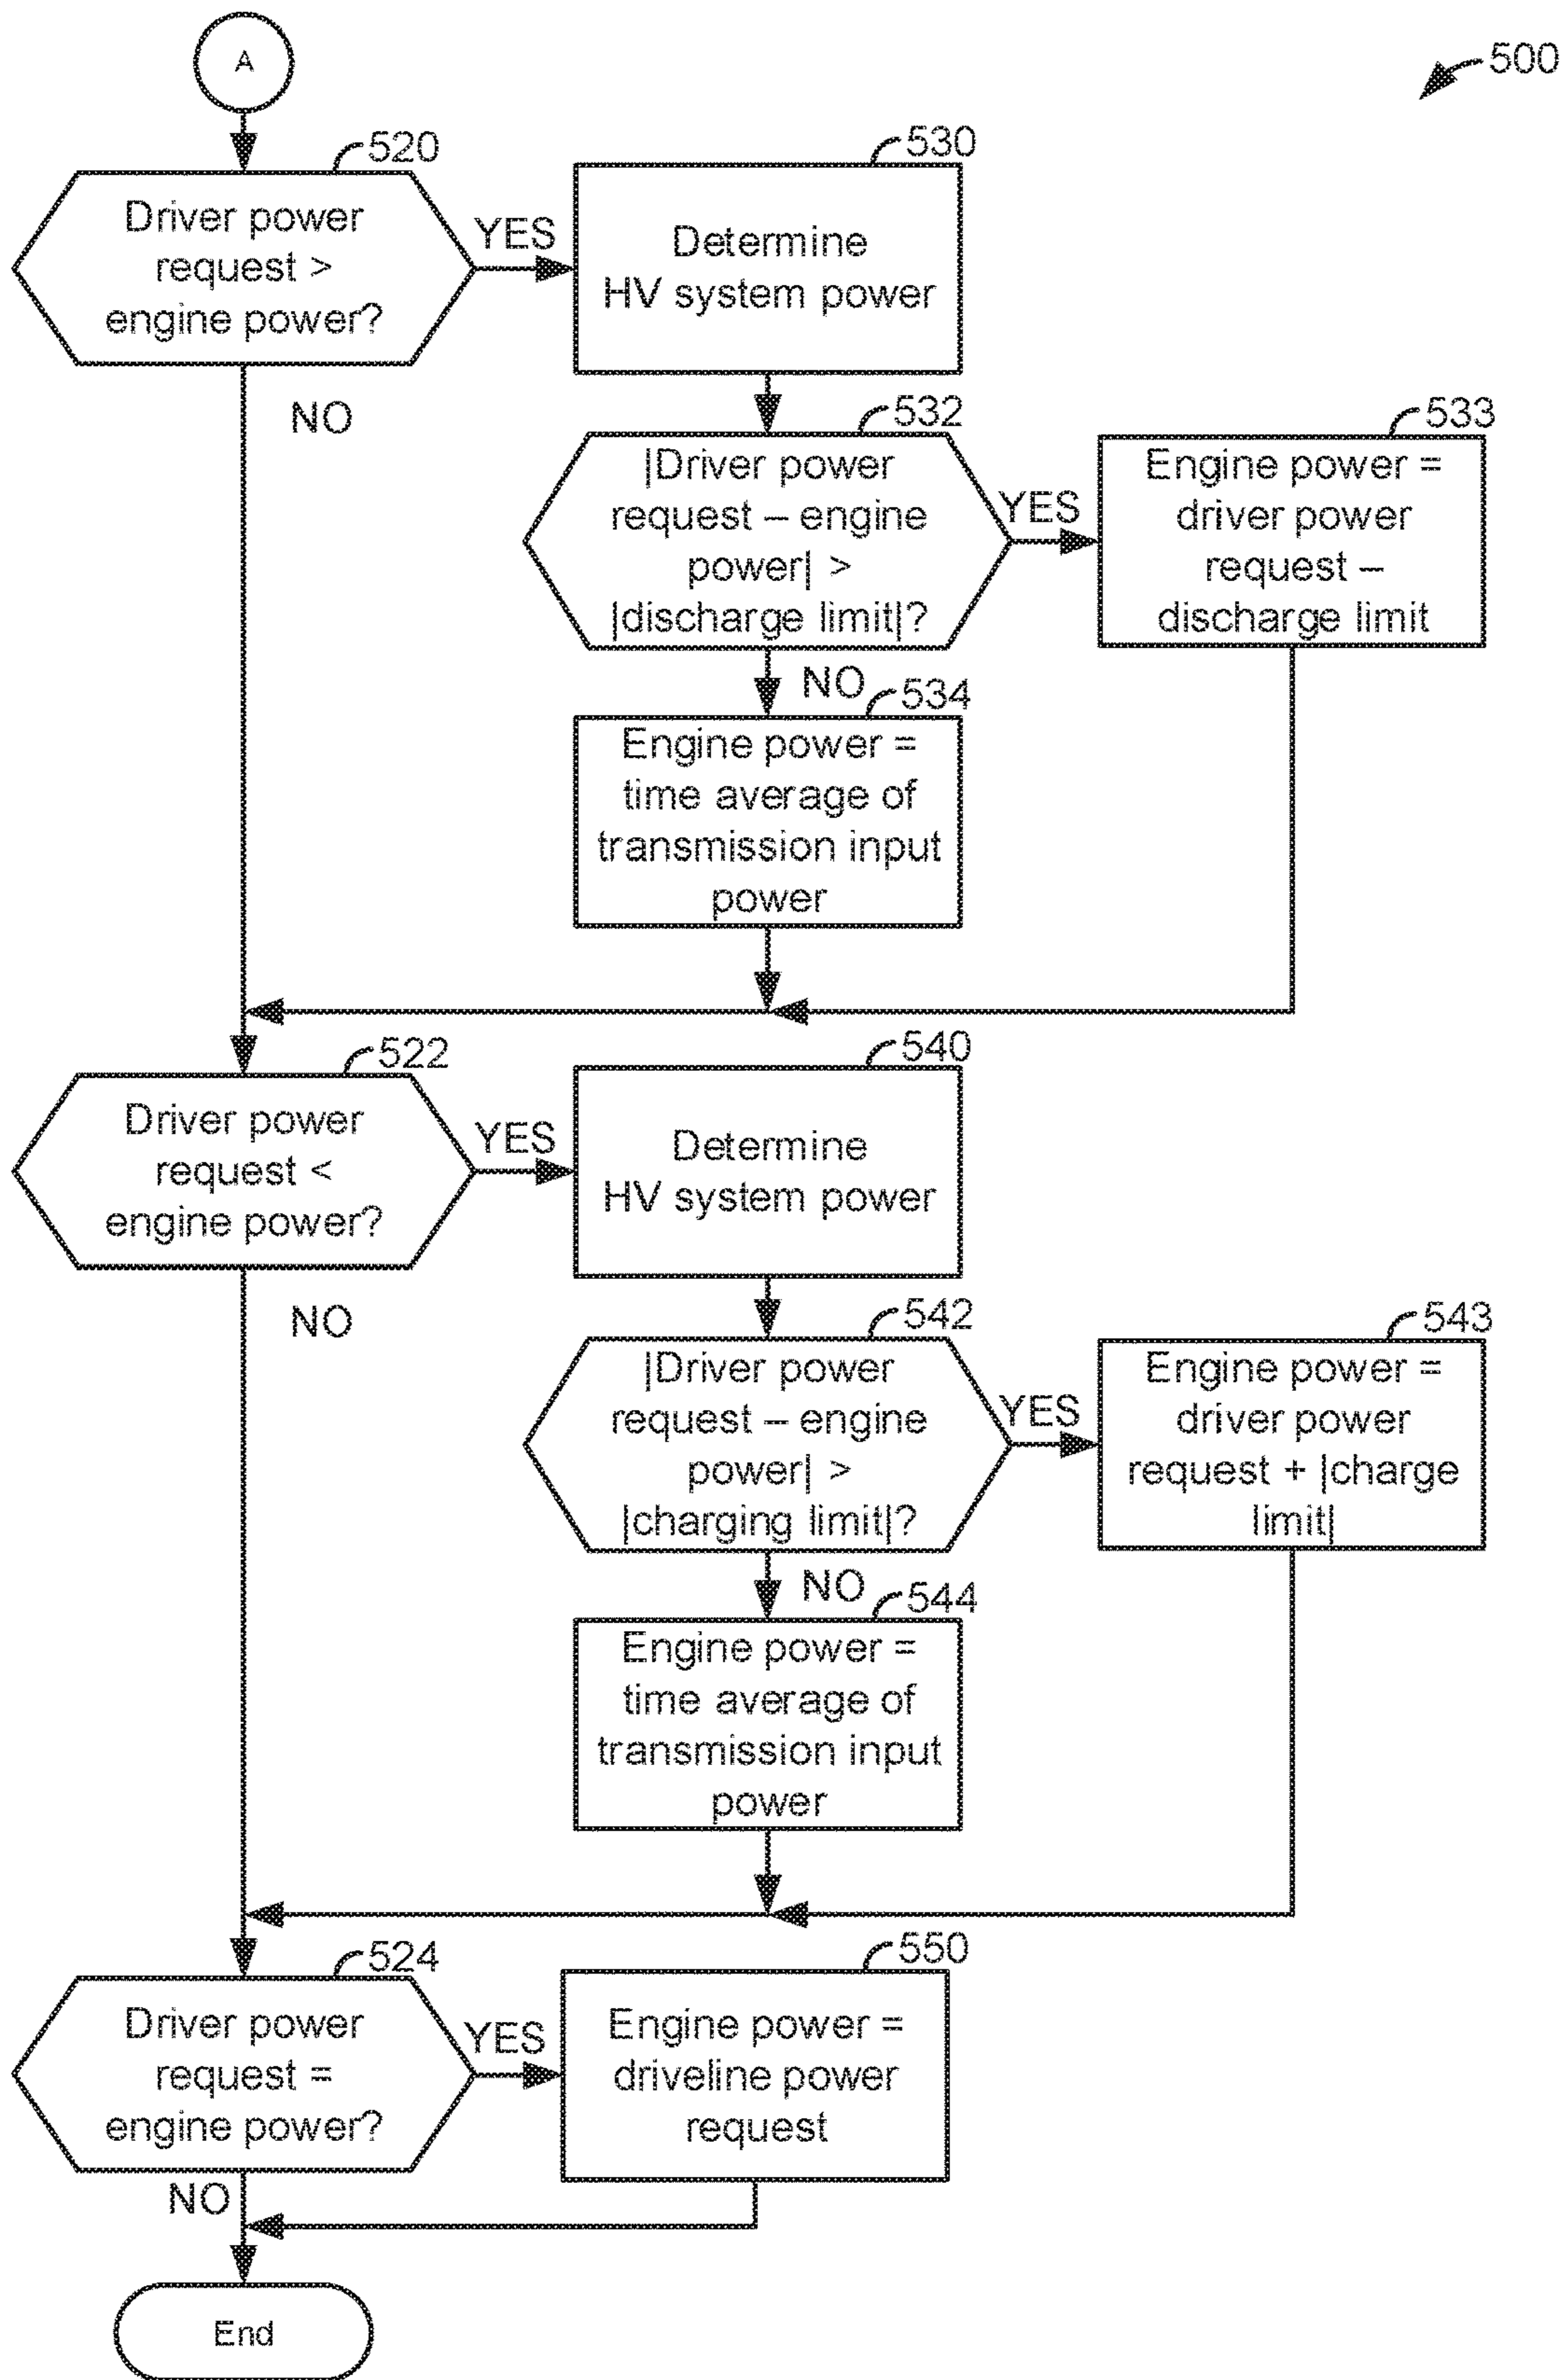 A
500
520
Driver power
request >
engine power?
YES
NO
530
Determine
HV system power
532
|Driver power
request – engine
power| >
|discharge limit|?
YES
NO
533
Engine power =
driver power
request –
discharge limit
534
Engine power =
time average of
transmission input
power
522
Driver power
request <
engine power?
YES
NO
540
Determine
HV system power
542
|Driver power
request – engine
power| >
|charging limit|?
YES
NO
543
Engine power =
driver power
request + |charge
limit|
544
Engine power =
time average of
transmission input
power
524
Driver power
request =
engine power?
YES
NO
550
Engine power =
driveline power
request
End